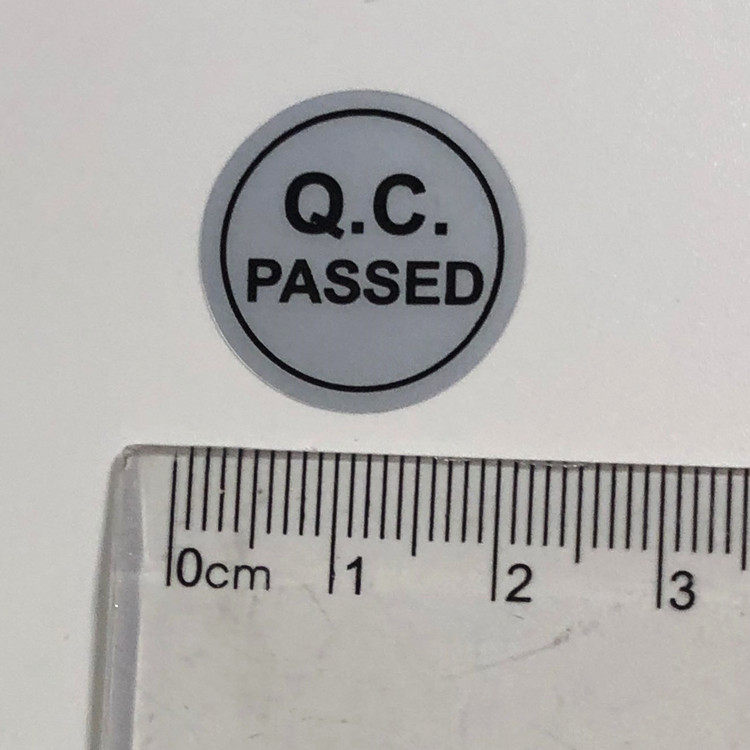 Q.C.
PASSED
0cm 1 2 3